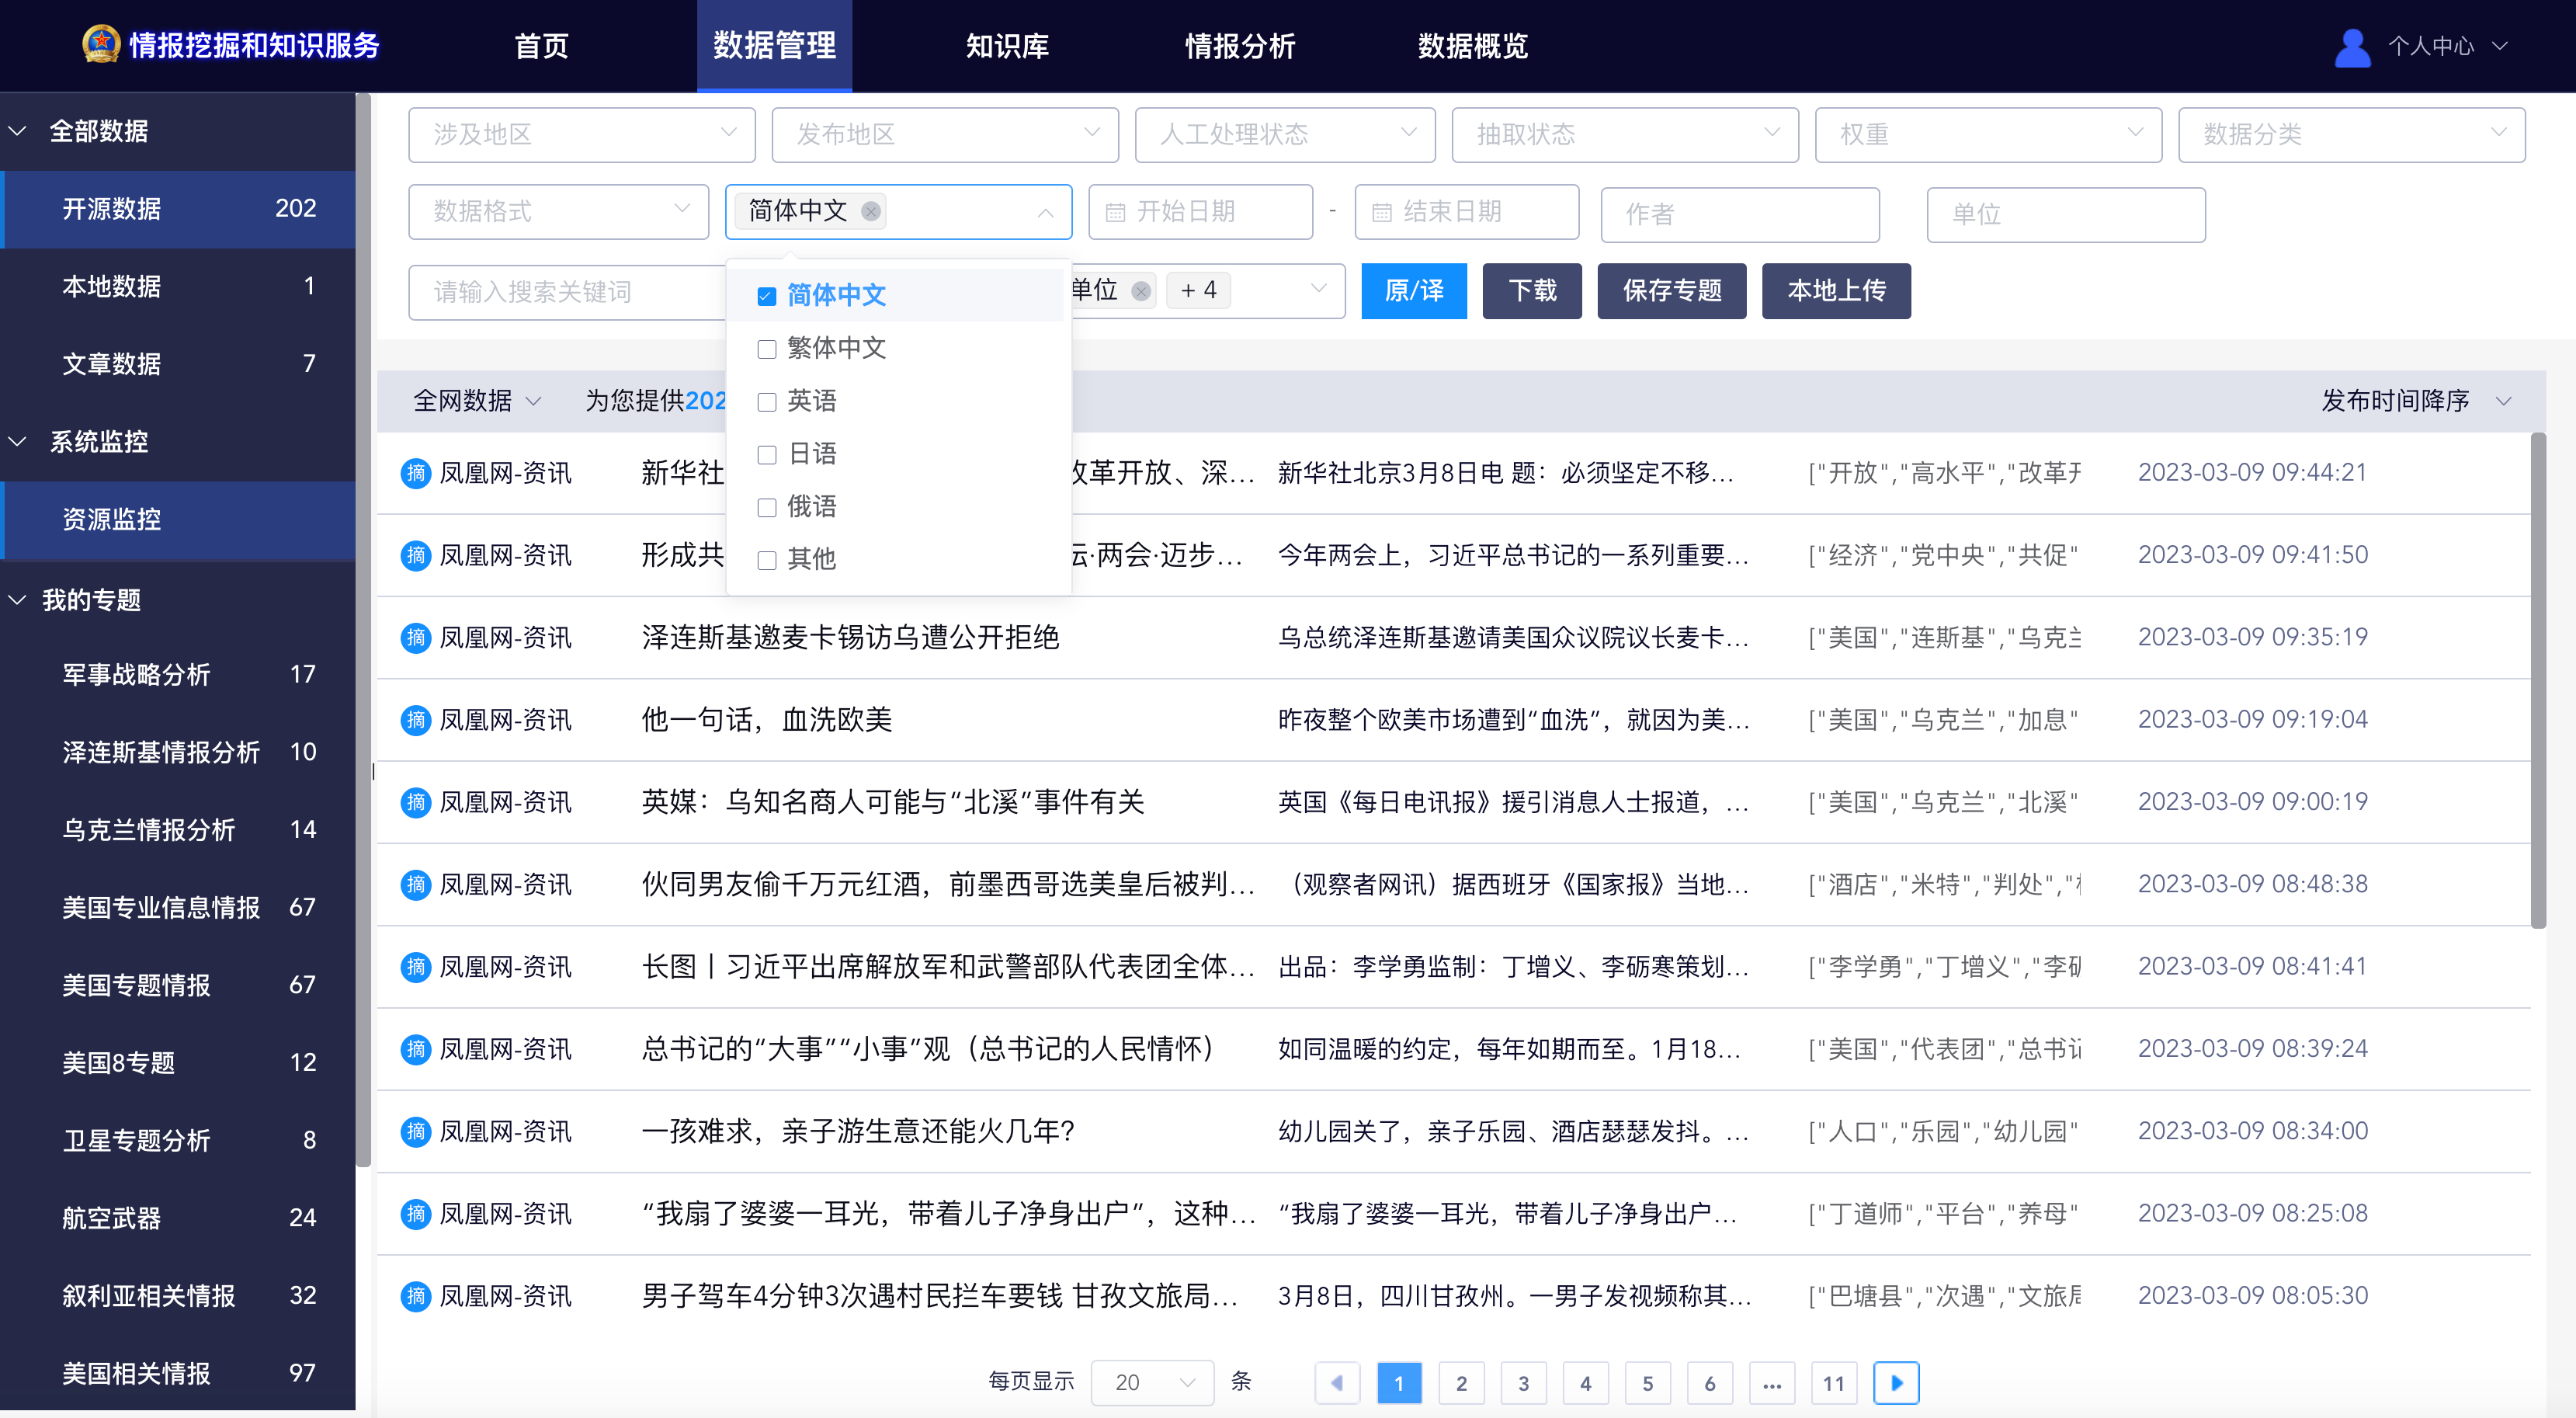 情报挖掘和知识服务 首页 数据管理 知识库 情报分析 数据概览 个人中心
全部数据
开源数据 202
本地数据 1
文章数据 7
系统监控
资源监控
我的专题
军事战略分析 17
泽连斯基情报分析 10
乌克兰情报分析 14
美国专业信息情报 67
美国专题情报 67
美国8专题 12
卫星专题分析 8
航空武器 24
叙利亚相关情报 32
美国相关情报 97
涉及地区 发布地区 人工处理状态 抽取状态 权重 数据分类
数据格式 简体中文 开始日期 - 结束日期 作者 单位
请输入搜索关键词 单位 + 4 原/译 下载 保存专题 本地上传
简体中文
繁体中文
英语
日语
俄语
其他
全网数据 为您提供202 发布时间降序
摘 凤凰网-资讯 新华社 改革开放、深... 新华社北京3月8日电 题：必须坚定不移... ["开放","高水平","改革开 2023-03-09 09:44:21
摘 凤凰网-资讯 形成共 坛·两会·迈步... 今年两会上，习近平总书记的一系列重要... ["经济","党中央","共促" 2023-03-09 09:41:50
摘 凤凰网-资讯 泽连斯基邀麦卡锡访乌遭公开拒绝 乌总统泽连斯基邀请美国众议院议长麦卡... ["美国","连斯基","乌克兰 2023-03-09 09:35:19
摘 凤凰网-资讯 他一句话，血洗欧美 昨夜整个欧美市场遭到“血洗”，就因为美... ["美国","乌克兰","加息" 2023-03-09 09:19:04
摘 凤凰网-资讯 英媒：乌知名商人可能与“北溪”事件有关 英国《每日电讯报》援引消息人士报道，... ["美国","乌克兰","北溪" 2023-03-09 09:00:19
摘 凤凰网-资讯 伙同男友偷千万元红酒，前墨西哥选美皇后被判... （观察者网讯）据西班牙《国家报》当地... ["酒店","米特","判处"," 2023-03-09 08:48:38
摘 凤凰网-资讯 长图丨习近平出席解放军和武警部队代表团全体... 出品：李学勇监制：丁增义、李砺寒策划... ["李学勇","丁增义","李砺 2023-03-09 08:41:41
摘 凤凰网-资讯 总书记的“大事”“小事”观（总书记的人民情怀） 如同温暖的约定，每年如期而至。1月18... ["美国","代表团","总书记 2023-03-09 08:39:24
摘 凤凰网-资讯 一孩难求，亲子游生意还能火几年？ 幼儿园关了，亲子乐园、酒店瑟瑟发抖。... ["人口","乐园","幼儿园" 2023-03-09 08:34:00
摘 凤凰网-资讯 “我扇了婆婆一耳光，带着儿子净身出户”，这种... “我扇了婆婆一耳光，带着儿子净身出户... ["丁道师","平台","养母" 2023-03-09 08:25:08
摘 凤凰网-资讯 男子驾车4分钟3次遇村民拦车要钱 甘孜文旅局... 3月8日，四川甘孜州。一男子发视频称其... ["巴塘县","次遇","文旅局 2023-03-09 08:05:30
每页显示 20 条 1 2 3 4 5 6 ... 11